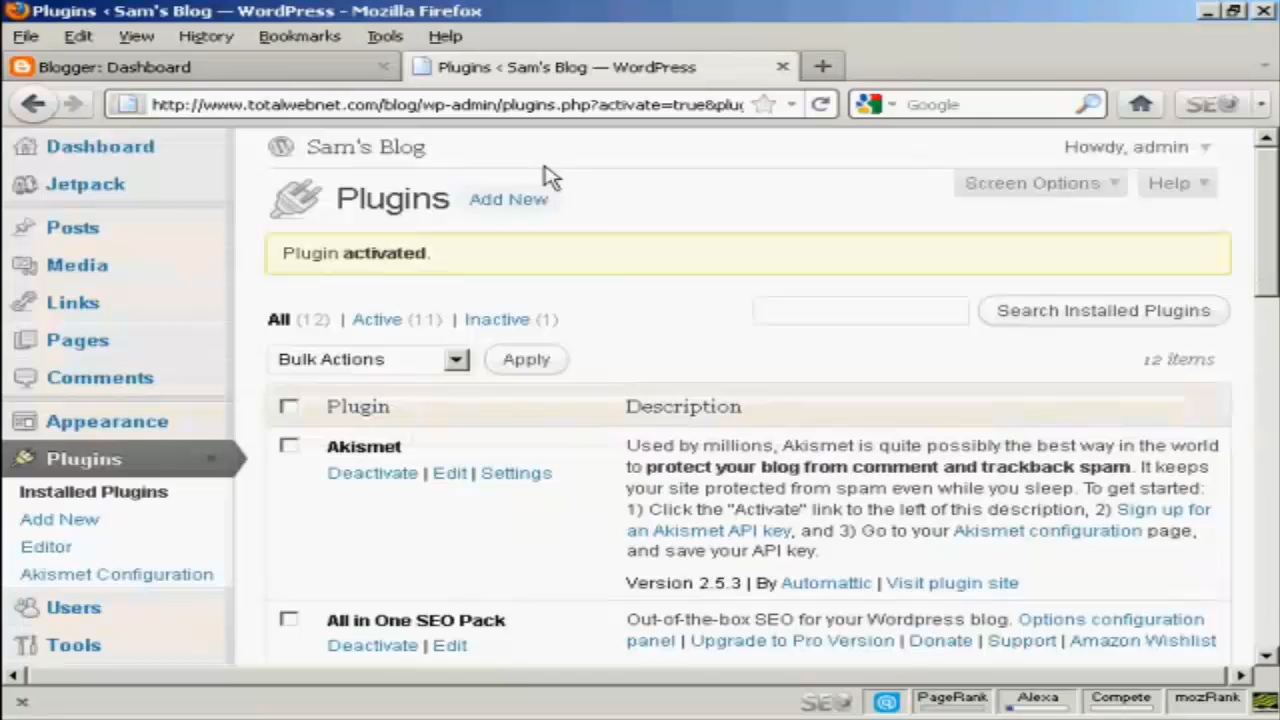 Plugins ‹ Sam's Blog — WordPress - Mozilla Firefox
File Edit View History Bookmarks Tools Help
Blogger: Dashboard
Plugins ‹ Sam's Blog — WordPress
http://www.totalwebnet.com/blog/wp-admin/plugins.php?activate=true&plu
Google
SEO
Dashboard
Jetpack
Posts
Media
Links
Pages
Comments
Appearance
Plugins
Installed Plugins
Add New
Editor
Akismet Configuration
Users
Tools
Sam's Blog
Howdy, admin
Screen Options
Help
Plugins Add New
Plugin activated.
All (12) | Active (11) | Inactive (1)
Search Installed Plugins
Bulk Actions
Apply
12 items
Plugin
Description
Akismet
Deactivate | Edit | Settings
Used by millions, Akismet is quite possibly the best way in the world
to protect your blog from comment and trackback spam. It keeps
your site protected from spam even while you sleep. To get started:
1) Click the "Activate" link to the left of this description, 2) Sign up for
an Akismet API key, and 3) Go to your Akismet configuration page,
and save your API key.
Version 2.5.3 | By Automattic | Visit plugin site
All in One SEO Pack
Deactivate | Edit
Out-of-the-box SEO for your Wordpress blog. Options configuration
panel | Upgrade to Pro Version | Donate | Support | Amazon Wishlist
SEO
PageRank
Alexa
Compete
mozRank